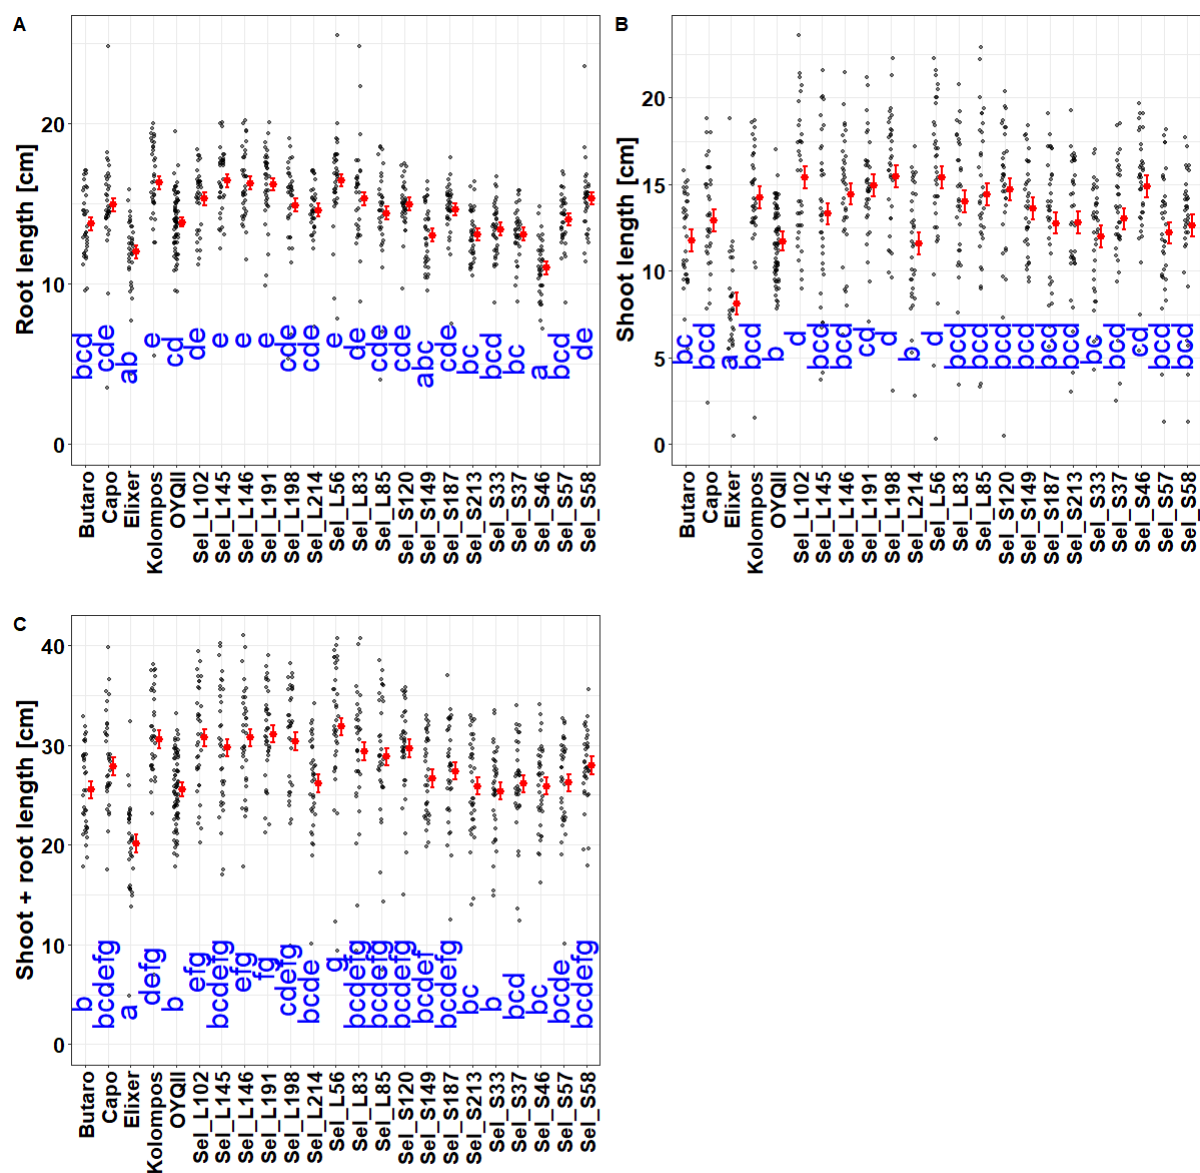 A
Root length [cm]
20
10
0
bcd
cde
ab
e
cd
de
e
e
e
cde
cde
e
de
cde
cde
abc
cde
bc
bcd
bc
a
bcd
de
Butaro
Capo
Elixer
Kolompos
OYQII
Sel_L102
Sel_L145
Sel_L146
Sel_L191
Sel_L198
Sel_L214
Sel_L56
Sel_L83
Sel_L85
Sel_S120
Sel_S149
Sel_S187
Sel_S213
Sel_S33
Sel_S37
Sel_S46
Sel_S57
Sel_S58
B
Shoot length [cm]
20
15
10
5
0
bc
bcd
a
bcd
b
d
bcd
bcd
cd
d
b
d
bcd
bcd
bcd
bcd
bcd
bcd
bc
bcd
cd
bcd
bcd
Butaro
Capo
Elixer
Kolompos
OYQII
Sel_L102
Sel_L145
Sel_L146
Sel_L191
Sel_L198
Sel_L214
Sel_L56
Sel_L83
Sel_L85
Sel_S120
Sel_S149
Sel_S187
Sel_S213
Sel_S33
Sel_S37
Sel_S46
Sel_S57
Sel_S58
C
Shoot + root length [cm]
40
30
20
10
0
b
bcdefg
a
defg
b
efg
bcdefg
efg
fg
cdefg
bcde
g
bcdefg
bcdefg
bcdefg
bcdef
bcdefg
bc
b
bcd
bc
bcde
bcdefg
Butaro
Capo
Elixer
Kolompos
OYQII
Sel_L102
Sel_L145
Sel_L146
Sel_L191
Sel_L198
Sel_L214
Sel_L56
Sel_L83
Sel_L85
Sel_S120
Sel_S149
Sel_S187
Sel_S213
Sel_S33
Sel_S37
Sel_S46
Sel_S57
Sel_S58